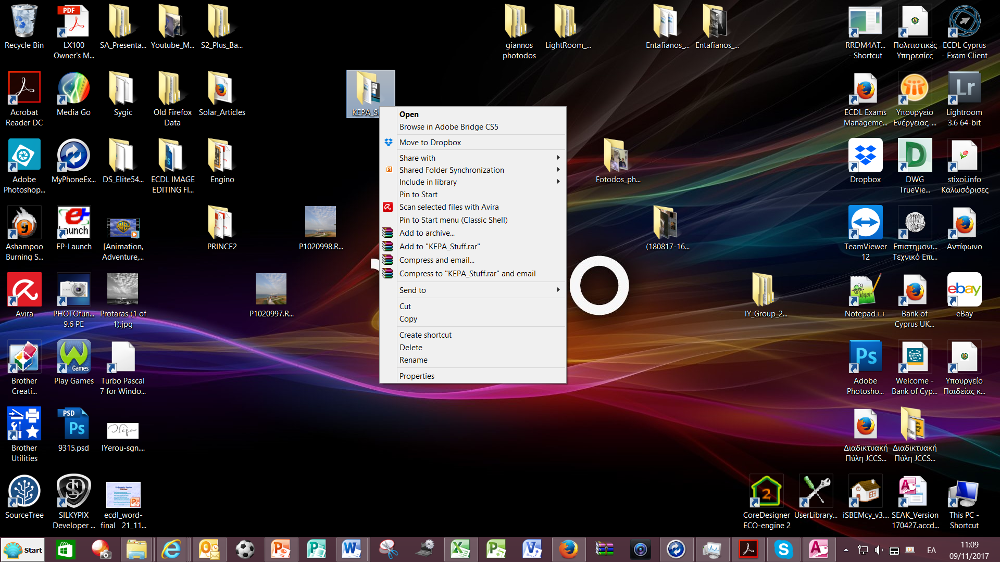 Recycle Bin
LX100
Owner's M...
SA_Presenta...
Youtube_M...
S2_Plus_Ba...
giannos
photodos
LightRoom_...
Entafianos_...
Entafianos_...
RRDM4AT...
- Shortcut
Πολιτιστικές
Υπηρεσίες
ECDL Cyprus
- Exam Client
Acrobat
Reader DC
Media Go
Sygic
Old Firefox
Data
Solar_Articles
KEPA_St
ECDL Exams
Manageme...
Υπουργείο
Ενέργειας, ...
Lightroom
3.6 64-bit
Adobe
Photoshop...
MyPhoneEx...
DS_Elite54...
ECDL IMAGE
EDITING FI...
Engino
Fotodos_ph...
Dropbox
DWG
TrueVie...
stixoi.info
Καλωσόρισες
Ashampoo
Burning S...
EP-Launch
[Animation,
Adventure,...
PRINCE2
P1020998.R...
(180817-16...
TeamViewer
12
Επιστημονι...
Τεχνικό Επι...
Αντίφωνο
Avira
PHOTOfun...
9.6 PE
Protaras (1 of
1).jpg
P1020997.R...
IY_Group_2...
Notepad++
Bank of
Cyprus UK...
eBay
Brother
Creati...
Play Games
Turbo Pascal
7 for Windo...
Adobe
Photosho...
Welcome -
Bank of Cyp...
Υπουργείο
Παιδείας κ...
Brother
Utilities
9315.psd
IYerou-sgn....
Διαδικτυακή
Πύλη JCCS...
Διαδικτυακή
Πύλη JCCS...
SourceTree
SILKYPIX
Developer ...
ecdl_word-
final 21_11...
CoreDesigner
ECO-engine 2
UserLibrary...
iSBEMcy_v3....
SEAK_Version
170427.accd...
This PC -
Shortcut
Open
Browse in Adobe Bridge CS5
Move to Dropbox
Share with
Shared Folder Synchronization
Include in library
Pin to Start
Scan selected files with Avira
Pin to Start menu (Classic Shell)
Add to archive...
Add to "KEPA_Stuff.rar"
Compress and email...
Compress to "KEPA_Stuff.rar" and email
Send to
Cut
Copy
Create shortcut
Delete
Rename
Properties
Start
ΕΛ
11:09
09/11/2017